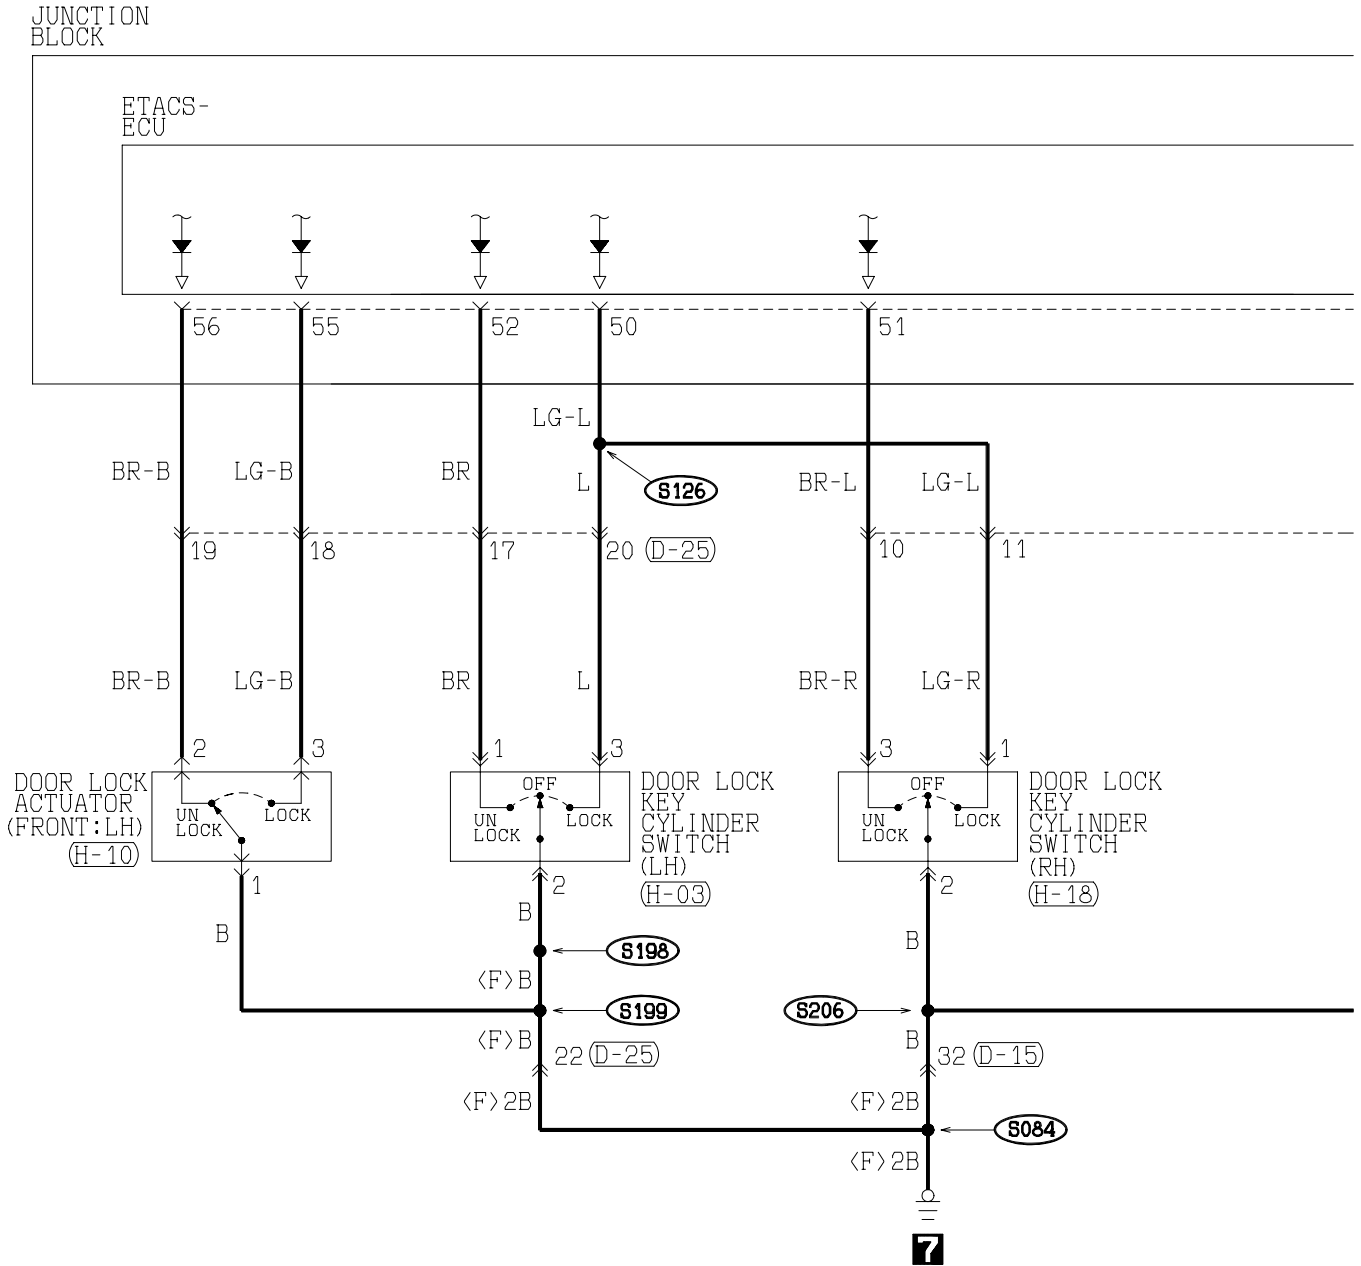 JUNCTION
BLOCK
ETACS-
ECU
56 55 52 50 51
LG-L
BR-B LG-B BR L S126 BR-L LG-L
19 18 17 20 D-25 10 11
BR-B LG-B BR L BR-R LG-R
2 3 1 3 3 1
DOOR LOCK
ACTUATOR
(FRONT:LH)
H-10
UN
LOCK
LOCK
1
OFF
UN
LOCK
LOCK
DOOR LOCK
KEY
CYLINDER
SWITCH
(LH)
H-03
2
OFF
UN
LOCK
LOCK
DOOR LOCK
KEY
CYLINDER
SWITCH
(RH)
H-18
2
B B B
S198
<F>B
S199 S206
<F>B 22 D-25 B 32 D-15
<F>2B <F>2B
S084
<F>2B
7